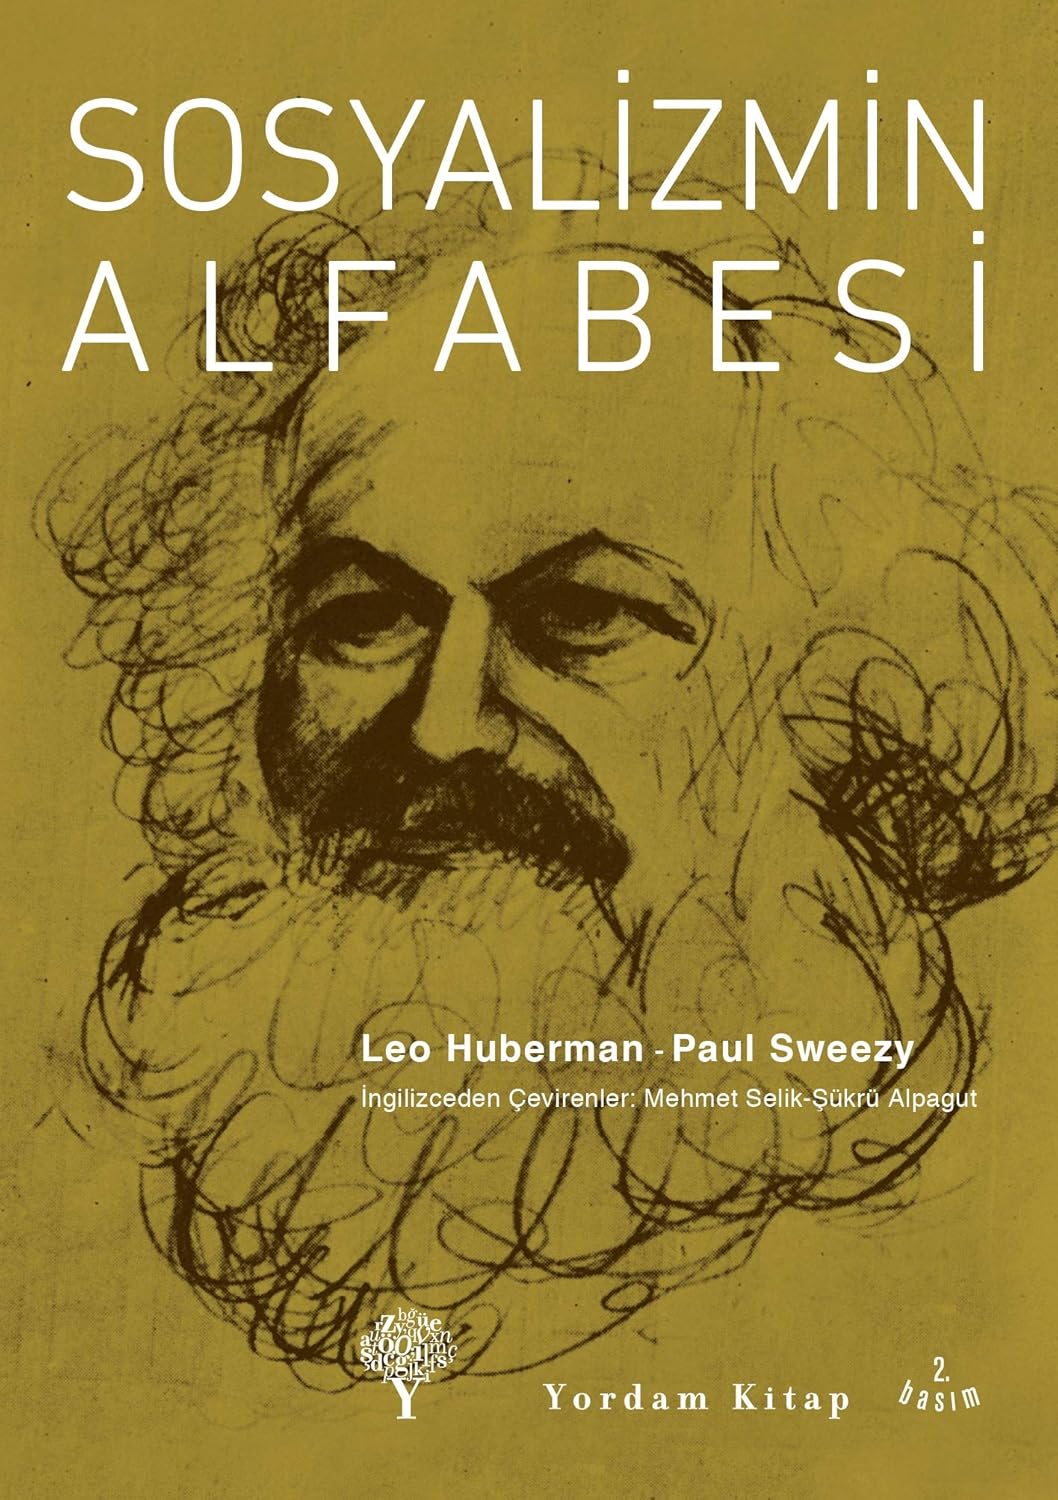 SOSYALİZMİN
ALFABESİ
Leo Huberman - Paul Sweezy
İngilizceden Çevirenler: Mehmet Selik-Şükrü Alpagut
Y
Yordam Kitap
2.
basım